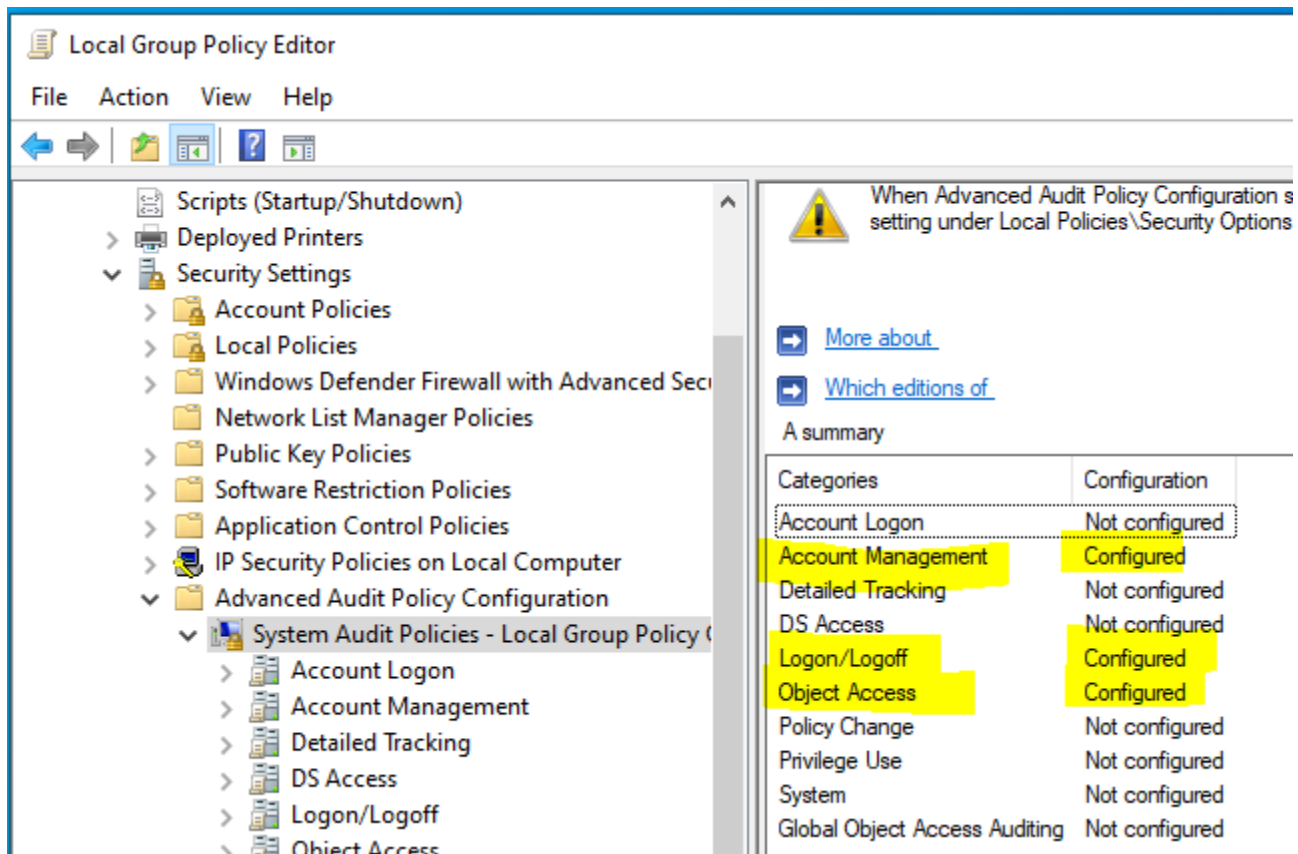 Local Group Policy Editor
File Action View Help
Scripts (Startup/Shutdown)
Deployed Printers
Security Settings
Account Policies
Local Policies
Windows Defender Firewall with Advanced Secu
Network List Manager Policies
Public Key Policies
Software Restriction Policies
Application Control Policies
IP Security Policies on Local Computer
Advanced Audit Policy Configuration
System Audit Policies - Local Group Policy
Account Logon
Account Management
Detailed Tracking
DS Access
Logon/Logoff
Object Access
When Advanced Audit Policy Configuration s
setting under Local Policies\Security Options
More about
Which editions of
A summary
Categories Configuration
Account Logon Not configured
Account Management Configured
Detailed Tracking Not configured
DS Access Not configured
Logon/Logoff Configured
Object Access Configured
Policy Change Not configured
Privilege Use Not configured
System Not configured
Global Object Access Auditing Not configured